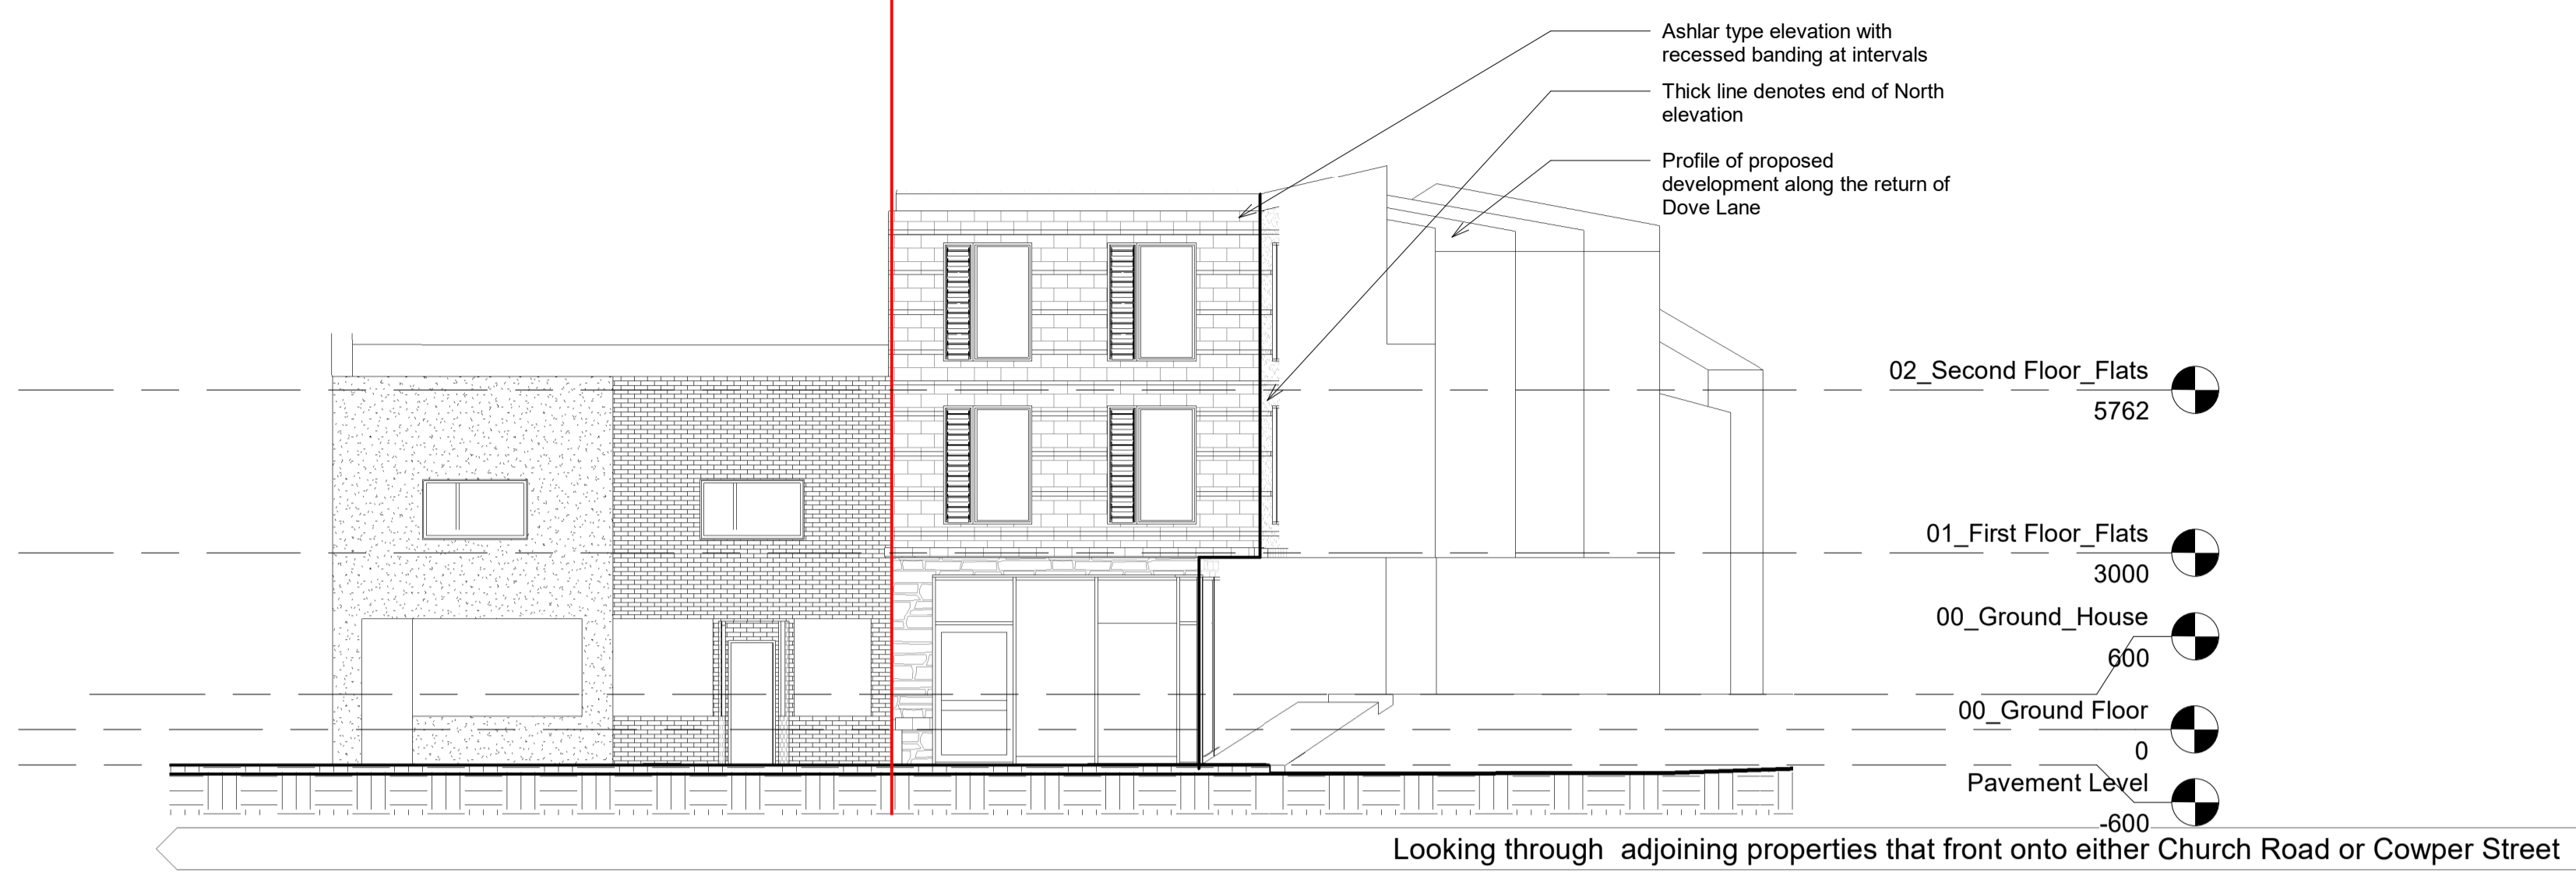 Ashlar type elevation with
recessed banding at intervals
Thick line denotes end of North
elevation
Profile of proposed
development along the return of
Dove Lane
02_Second Floor_Flats
5762
01_First Floor_Flats
3000
00_Ground_House
600
00_Ground Floor
0
Pavement Level
-600
Looking through adjoining properties that front onto either Church Road or Cowper Street